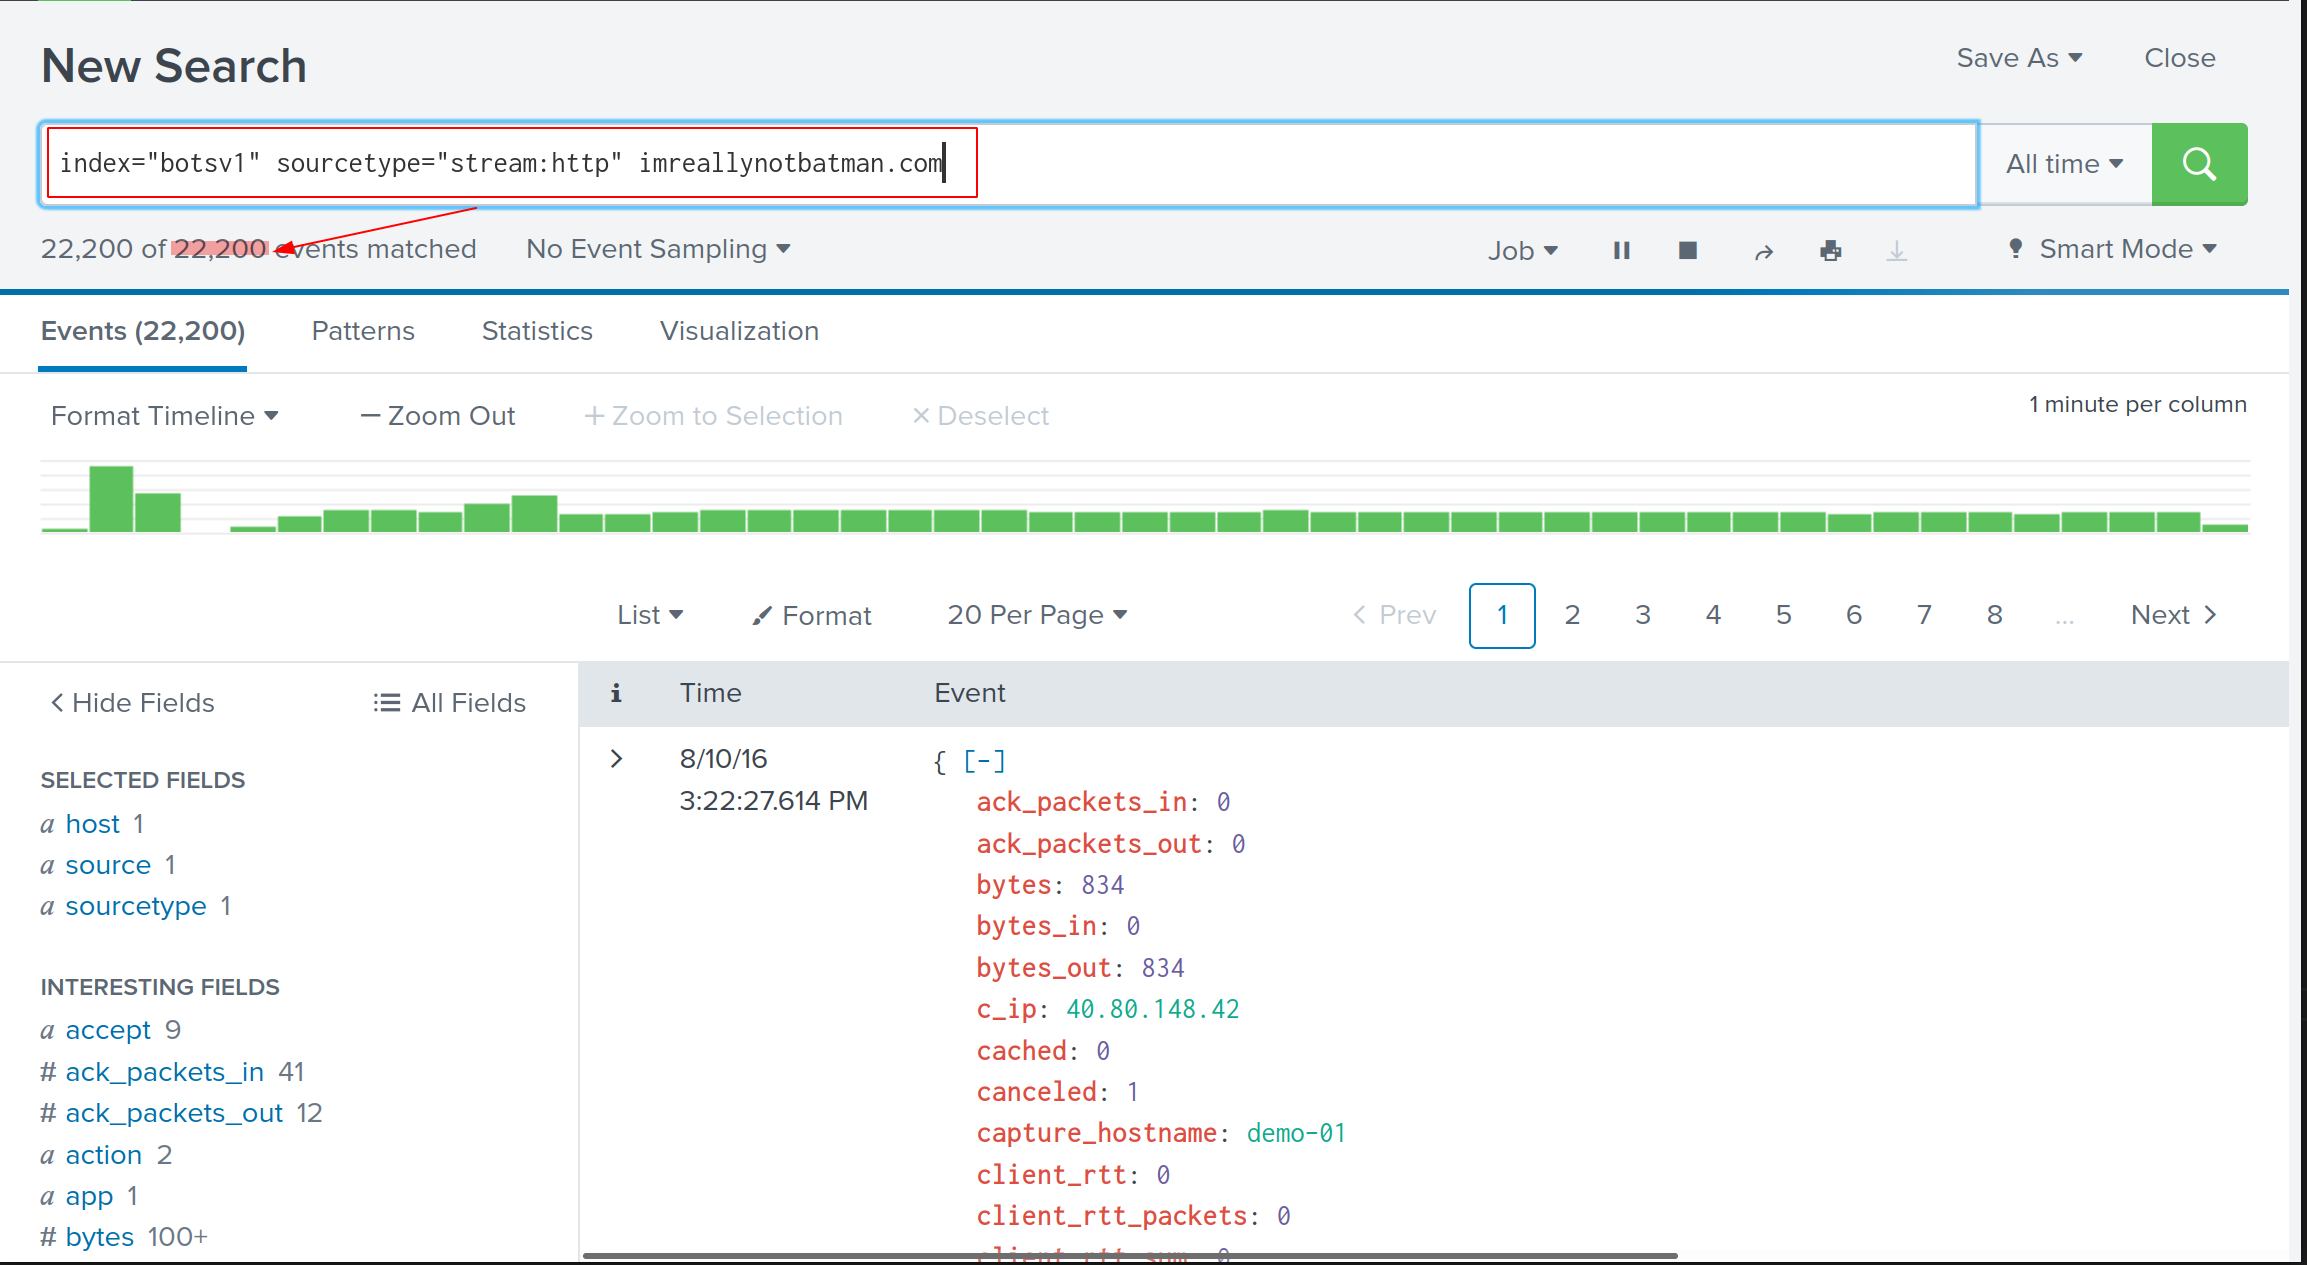 New Search
Save As
Close
index="botsv1" sourcetype="stream:http" imreallynotbatman.com
All time
22,200 of 22,200 events matched
No Event Sampling
Job
Smart Mode
Events (22,200)
Patterns
Statistics
Visualization
Format Timeline
— Zoom Out
+ Zoom to Selection
× Deselect
1 minute per column
List
Format
20 Per Page
< Prev
1
2
3
4
5
6
7
8
...
Next >
< Hide Fields
All Fields
i
Time
Event
SELECTED FIELDS
a host 1
a source 1
a sourcetype 1
INTERESTING FIELDS
a accept 9
# ack_packets_in 41
# ack_packets_out 12
a action 2
a app 1
# bytes 100+
>
8/10/16
3:22:27.614 PM
{ [-]
ack_packets_in: 0
ack_packets_out: 0
bytes: 834
bytes_in: 0
bytes_out: 834
c_ip: 40.80.148.42
cached: 0
canceled: 1
capture_hostname: demo-01
client_rtt: 0
client_rtt_packets: 0
client_rtt_sum: 0